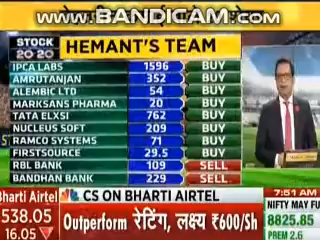 WWW.BANDICAM.COM
STOCK 20 20
HEMANT'S TEAM
IPCA LABS 1596 BUY
AMRUTANJAN 352 BUY
ALEMBIC LTD 54 BUY
MARKSANS PHARMA 20 BUY
TATA ELXSI 762 BUY
NUCLEUS SOFT 209 BUY
RAMCO SYSTEMS 71 BUY
FIRSTSOURCE 29.5 BUY
RBL BANK 109 SELL
BANDHAN BANK 229 SELL
7:51 AM
Bharti Airtel
CS ON BHARTI AIRTEL
NIFTY MAY FU
538.05
Outperform रेटिंग, लक्ष्य ₹600/Sh
8825.85
16.05
PREM 2.6